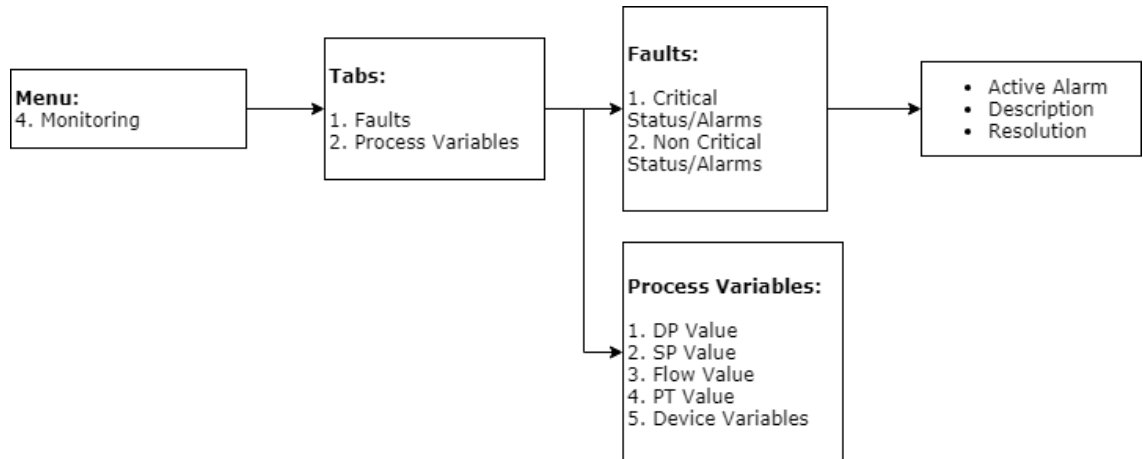 Menu:
4. Monitoring
Tabs:
1. Faults
2. Process Variables
Faults:
1. Critical
Status/Alarms
2. Non Critical
Status/Alarms
• Active Alarm
• Description
• Resolution
Process Variables:
1. DP Value
2. SP Value
3. Flow Value
4. PT Value
5. Device Variables